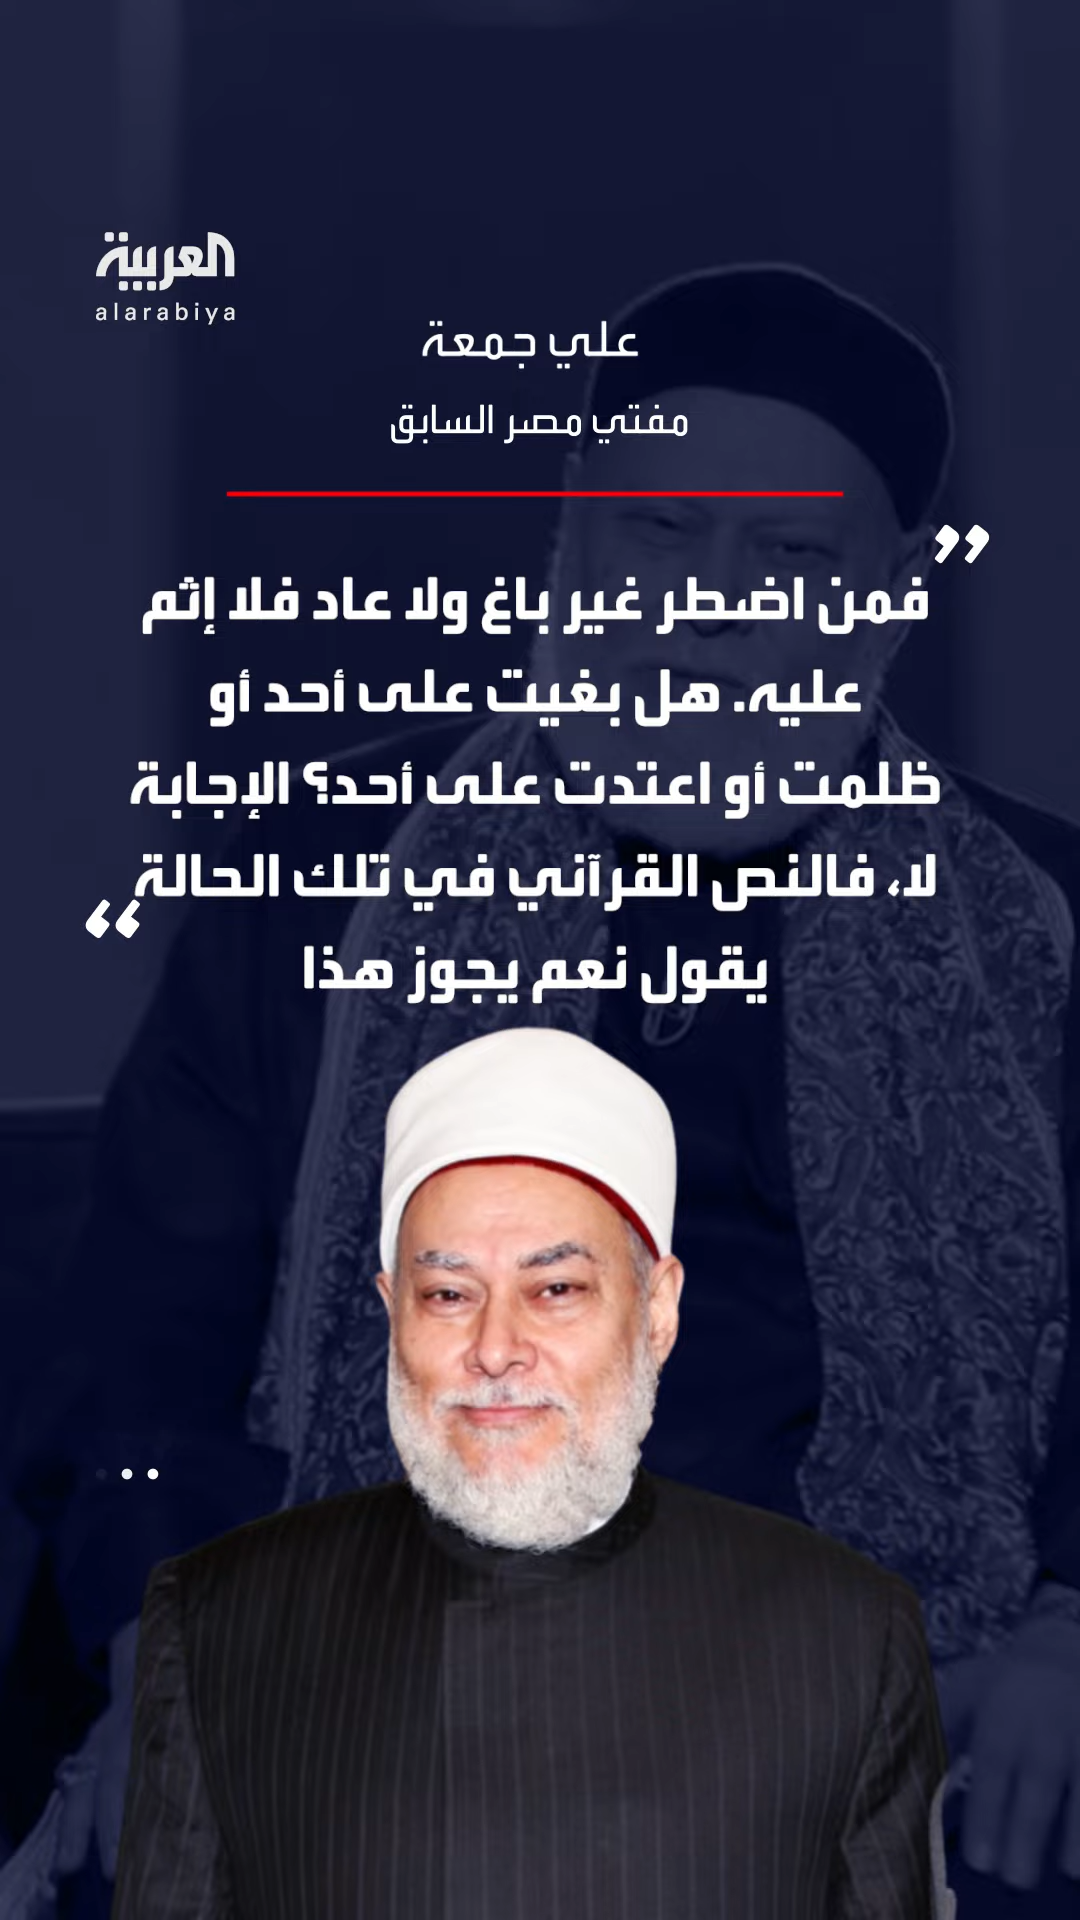 العربية
alarabiya
علي جمعة
مفتي مصر السابق
”
فمن اضطر غير باغ ولا عاد فلا إثم
عليه. هل بغيت على أحد أو
ظلمت أو اعتدت على أحد؟ الإجابة
لا، فالنص القرآني في تلك الحالة
يقول نعم يجوز هذا
“